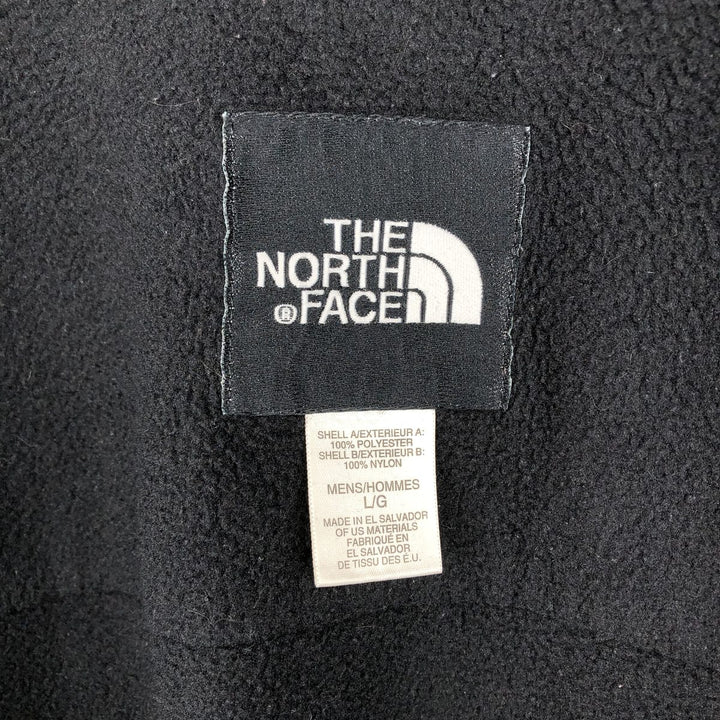 THE
NORTH
®FACE
SHELL A/EXTERIEUR A:
100% POLYESTER
SHELL B/EXTERIEUR B:
100% NYLON
MENS/HOMMES
L/G
MADE IN EL SALVADOR
OF US MATERIALS
FABRIQUÉ EN
EL SALVADOR
DE TISSU DES É.U.